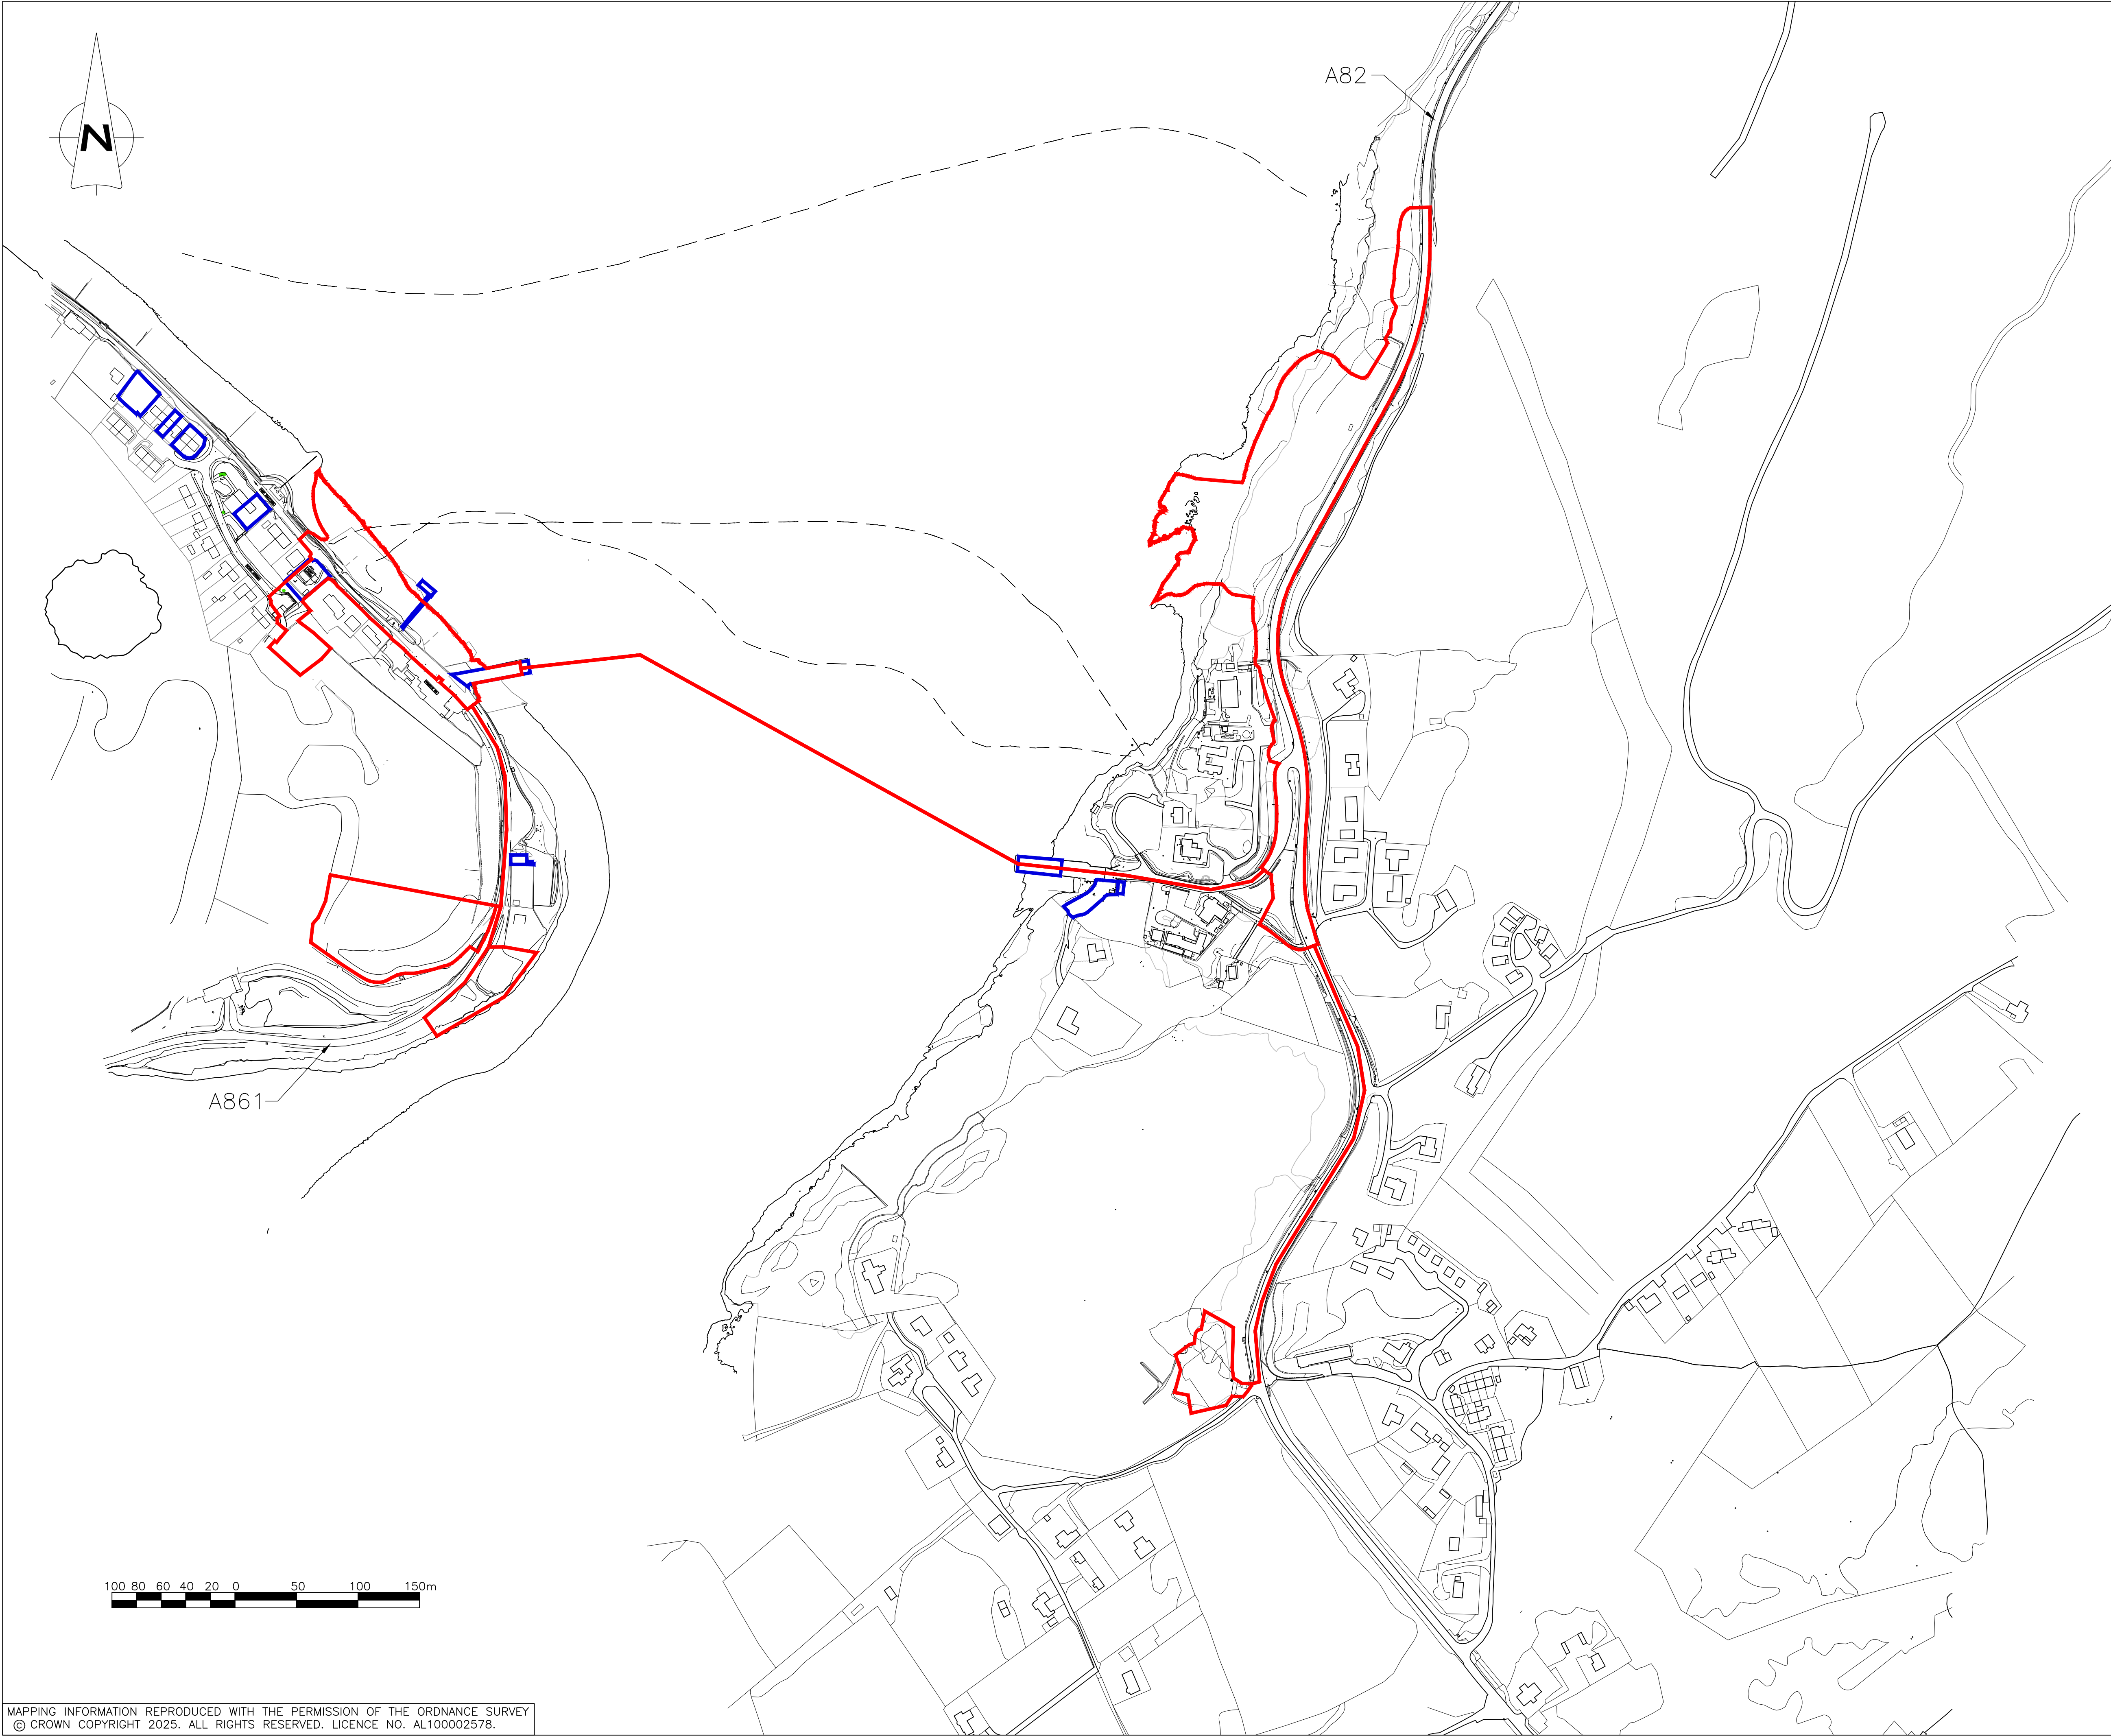 N
A82
A861
100 80 60 40 20 0 50 100 150m
MAPPING INFORMATION REPRODUCED WITH THE PERMISSION OF THE ORDNANCE SURVEY
© CROWN COPYRIGHT 2025. ALL RIGHTS RESERVED. LICENCE NO. AL100002578.